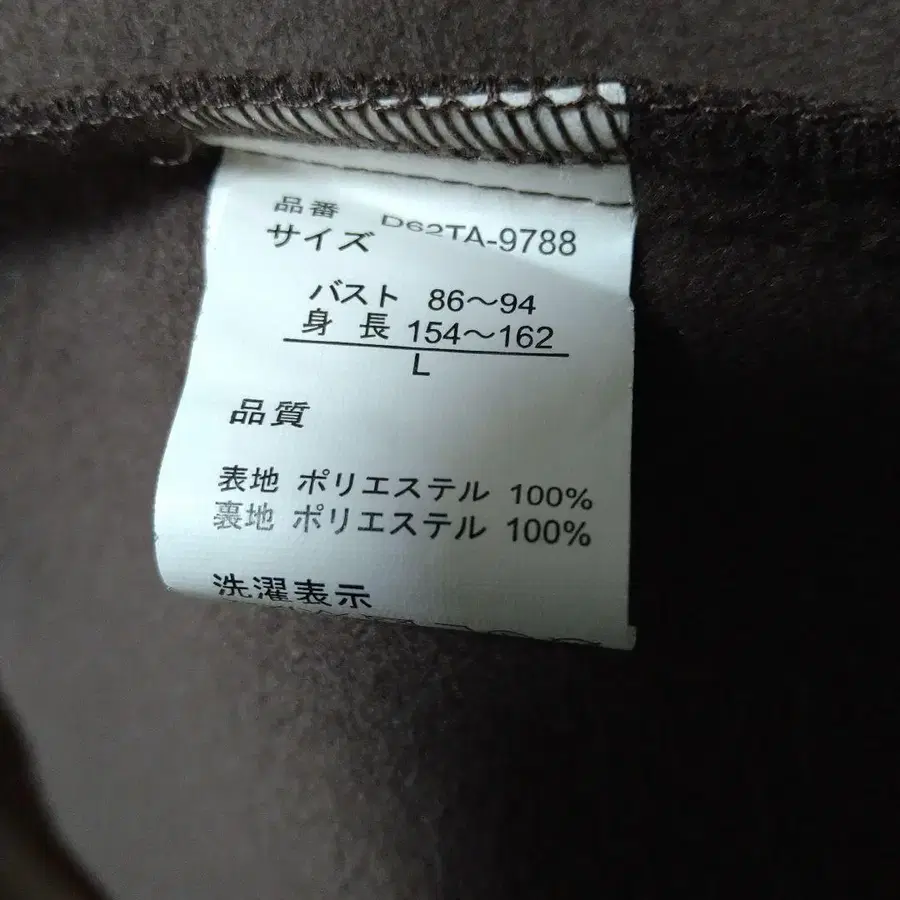 品番 D62TA-9788
サイズ
バスト 86～94
身長 154～162
L
品質
表地 ポリエステル 100%
裏地 ポリエステル 100%
洗濯表示